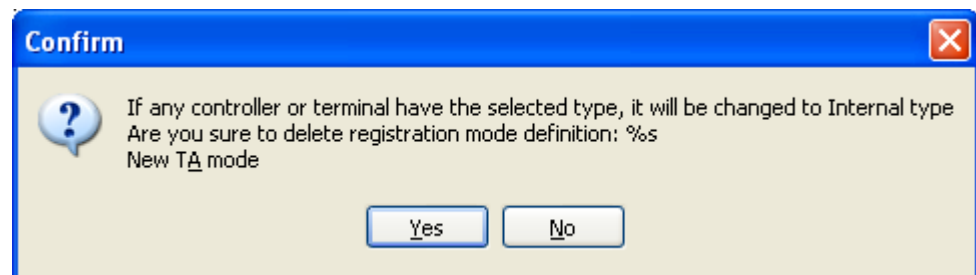 Confirm
If any controller or terminal have the selected type, it will be changed to Internal type
Are you sure to delete registration mode definition: %s
New TA mode
Yes
No